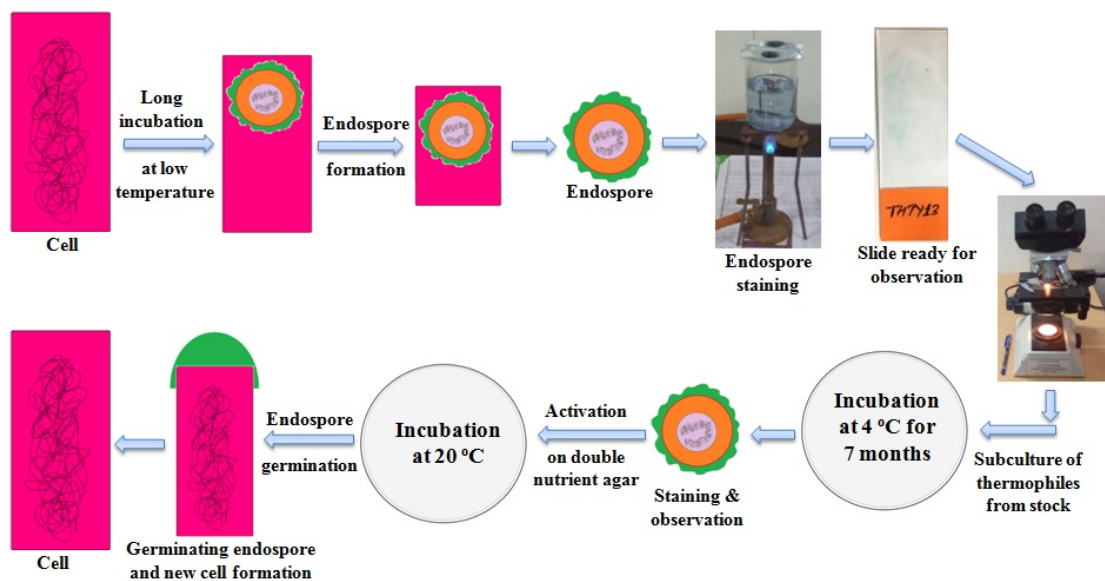 Long
incubation
at low
temperature
Cell
Endospore
formation
Endospore
Endospore
staining
TH7Y13
Slide ready for
observation
Subculture of
thermophiles
from stock
Incubation
at 4 ºC for
7 months
Staining &
observation
Activation
on double
nutrient agar
Incubation
at 20 ºC
Endospore
germination
Germinating endospore
and new cell formation
Cell